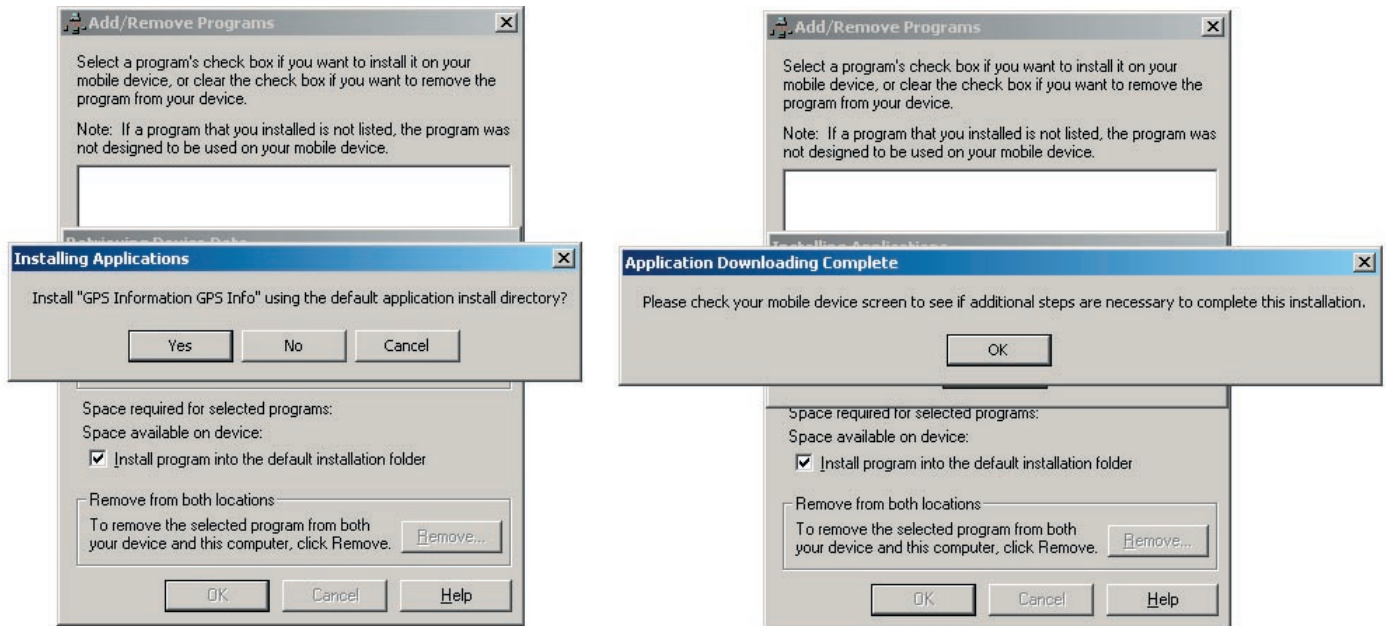 Add/Remove Programs
Select a program's check box if you want to install it on your
mobile device, or clear the check box if you want to remove the
program from your device.
Note: If a program that you installed is not listed, the program was
not designed to be used on your mobile device.
Installing Applications
Install "GPS Information GPS Info" using the default application install directory?
Yes
No
Cancel
Space required for selected programs:
Space available on device:
Install program into the default installation folder
Remove from both locations
To remove the selected program from both
your device and this computer, click Remove.
Remove...
OK
Cancel
Help
Add/Remove Programs
Select a program's check box if you want to install it on your
mobile device, or clear the check box if you want to remove the
program from your device.
Note: If a program that you installed is not listed, the program was
not designed to be used on your mobile device.
Application Downloading Complete
Please check your mobile device screen to see if additional steps are necessary to complete this installation.
OK
Space required for selected programs:
Space available on device:
Install program into the default installation folder
Remove from both locations
To remove the selected program from both
your device and this computer, click Remove.
Remove...
OK
Cancel
Help